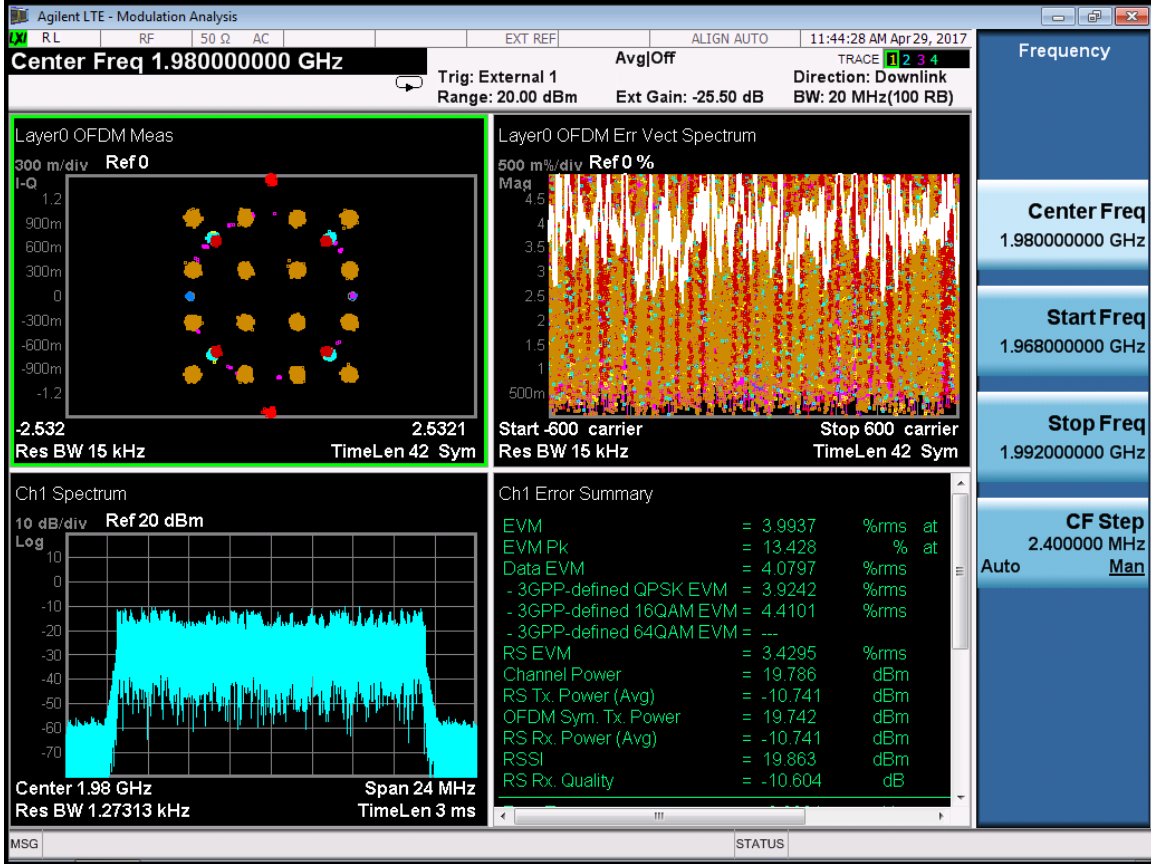 Agilent LTE - Modulation Analysis
LXI RL RF 50 Ω AC EXT REF ALIGN AUTO 11:44:28 AM Apr 29, 2017
Center Freq 1.980000000 GHz
Avg|Off
TRACE 1 2 3 4
Trig: External 1
Direction: Downlink
Range: 20.00 dBm
Ext Gain: -25.50 dB
BW: 20 MHz(100 RB)
Layer0 OFDM Meas
300 m/div Ref 0
I-Q
1.2
900m
600m
300m
0
-300m
-600m
-900m
-1.2
-2.532 2.5321
Res BW 15 kHz TimeLen 42 Sym
Layer0 OFDM Err Vect Spectrum
500 m%/div Ref 0 %
Mag
4.5
4
3.5
3
2.5
2
1.5
1
500m
Start -600 carrier Stop 600 carrier
Res BW 15 kHz TimeLen 42 Sym
Ch1 Spectrum
10 dB/div Ref 20 dBm
Log
10
0
-10
-20
-30
-40
-50
-60
-70
Center 1.98 GHz Span 24 MHz
Res BW 1.27313 kHz TimeLen 3 ms
Ch1 Error Summary
EVM = 3.9937 %rms at
EVM Pk = 13.428 % at
Data EVM = 4.0797 %rms
- 3GPP-defined QPSK EVM = 3.9242 %rms
- 3GPP-defined 16QAM EVM = 4.4101 %rms
- 3GPP-defined 64QAM EVM = ---
RS EVM = 3.4295 %rms
Channel Power = 19.786 dBm
RS Tx. Power (Avg) = -10.741 dBm
OFDM Sym. Tx. Power = 19.742 dBm
RS Rx. Power (Avg) = -10.741 dBm
RSSI = 19.863 dBm
RS Rx. Quality = -10.604 dB
Frequency
Center Freq
1.980000000 GHz
Start Freq
1.968000000 GHz
Stop Freq
1.992000000 GHz
CF Step
2.400000 MHz
Auto Man
MSG STATUS